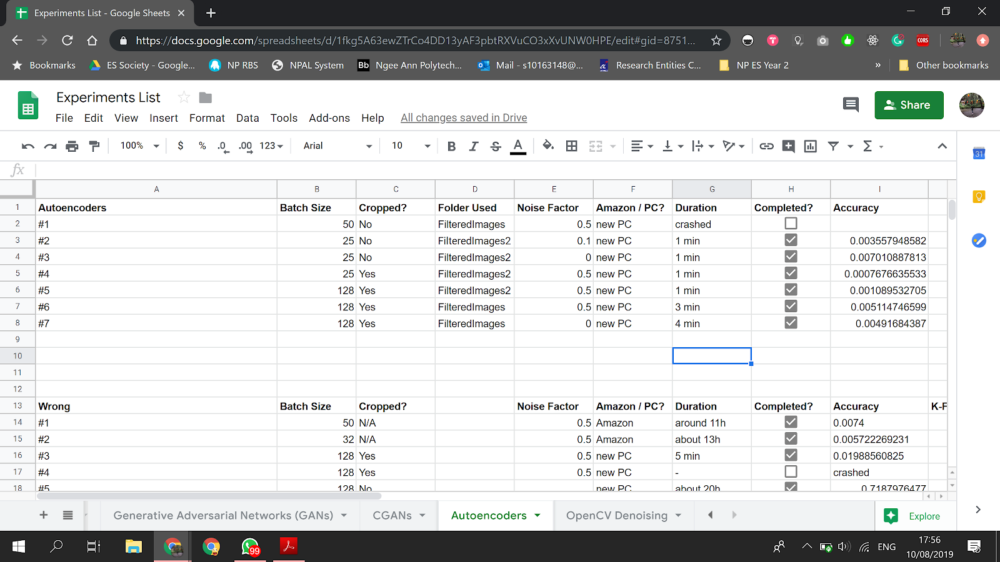 Experiments List - Google Sheets
https://docs.google.com/spreadsheets/d/1fkg5A63ewZTrCo4DD13yAF3pbtRXVuCO3xXvUNW0HPE/edit#gid=8751...
CORS
Bookmarks ES Society - Google... NP RBS NPAL System Bb Ngee Ann Polytech... Mail - s10163148@... Research Entities C... NP ES Year 2 » Other bookmarks
Experiments List
Share
File Edit View Insert Format Data Tools Add-ons Help All changes saved in Drive
100% $ % .0 .00 123 Arial 10 B I S A Σ
31
fx
A B C D E F G H I
1 Autoencoders Batch Size Cropped? Folder Used Noise Factor Amazon / PC? Duration Completed? Accuracy
2 #1 50 No FilteredImages 0.5 new PC crashed
3 #2 25 No FilteredImages2 0.1 new PC 1 min 0.003557948582
4 #3 25 No FilteredImages2 0 new PC 1 min 0.007010887813
5 #4 25 Yes FilteredImages2 0.5 new PC 1 min 0.0007676635533
6 #5 128 Yes FilteredImages2 0.5 new PC 1 min 0.001089532705
7 #6 128 Yes FilteredImages 0.5 new PC 3 min 0.005114746599
8 #7 128 Yes FilteredImages 0 new PC 4 min 0.00491684387
9
10
11
12
13 Wrong Batch Size Cropped? Noise Factor Amazon / PC? Duration Completed? Accuracy K-F
14 #1 50 N/A 0.5 Amazon around 11h 0.0074
15 #2 32 N/A 0.5 Amazon about 13h 0.005722269231
16 #3 128 Yes 0.5 new PC 5 min 0.01988560825
17 #4 128 Yes 0.5 new PC - crashed
18 #5 128 No new PC about 20h 0.7187976477
Generative Adversarial Networks (GANs) CGANs Autoencoders OpenCV Denoising Explore
99
ENG
17:56
10/08/2019